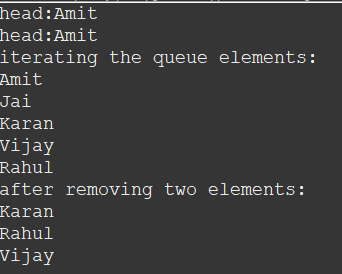 head:Amit
head:Amit
iterating the queue elements:
Amit
Jai
Karan
Vijay
Rahul
after removing two elements:
Karan
Rahul
Vijay